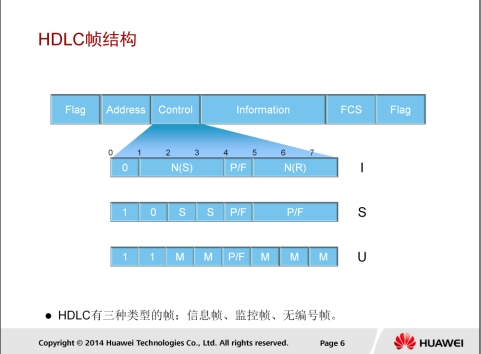 HDLC帧结构
Flag Address Control Information FCS Flag
0 1 2 3 4 5 6 7
0 N(S) P/F N(R) I
1 0 S S P/F P/F S
1 1 M M P/F M M M U
● HDLC有三种类型的帧：信息帧、监控帧、无编号帧。
Copyright © 2014 Huawei Technologies Co., Ltd. All rights reserved. Page 6 HUAWEI